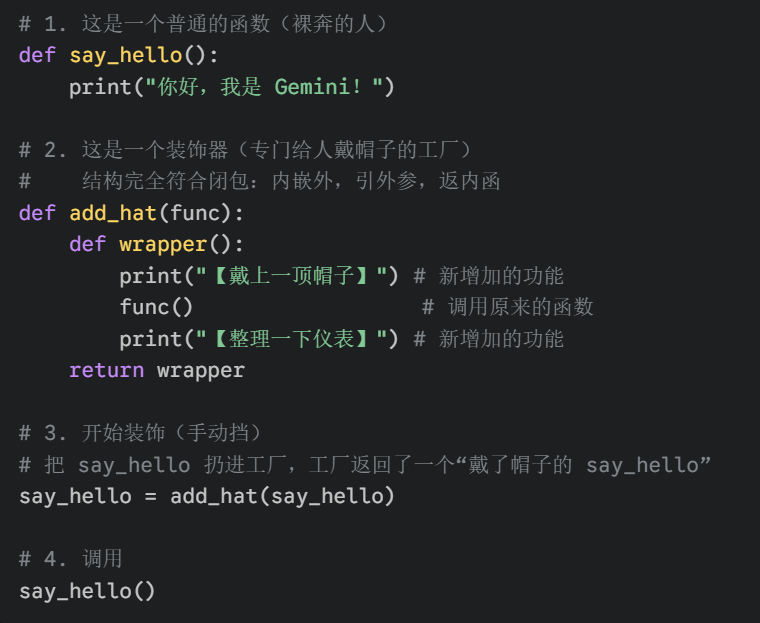 # 1. 这是一个普通的函数（裸奔的人）
def say_hello():
    print("你好，我是 Gemini！")
# 2. 这是一个装饰器（专门给人戴帽子的工厂）
#    结构完全符合闭包：内嵌外，引外参，返内函
def add_hat(func):
    def wrapper():
        print("【戴上一顶帽子】") # 新增加的功能
        func()                  # 调用原来的函数
        print("【整理一下仪表】") # 新增加的功能
    return wrapper
# 3. 开始装饰（手动挡）
# 把 say_hello 扔进工厂，工厂返回了一个“戴了帽子的 say_hello”
say_hello = add_hat(say_hello)
# 4. 调用
say_hello()